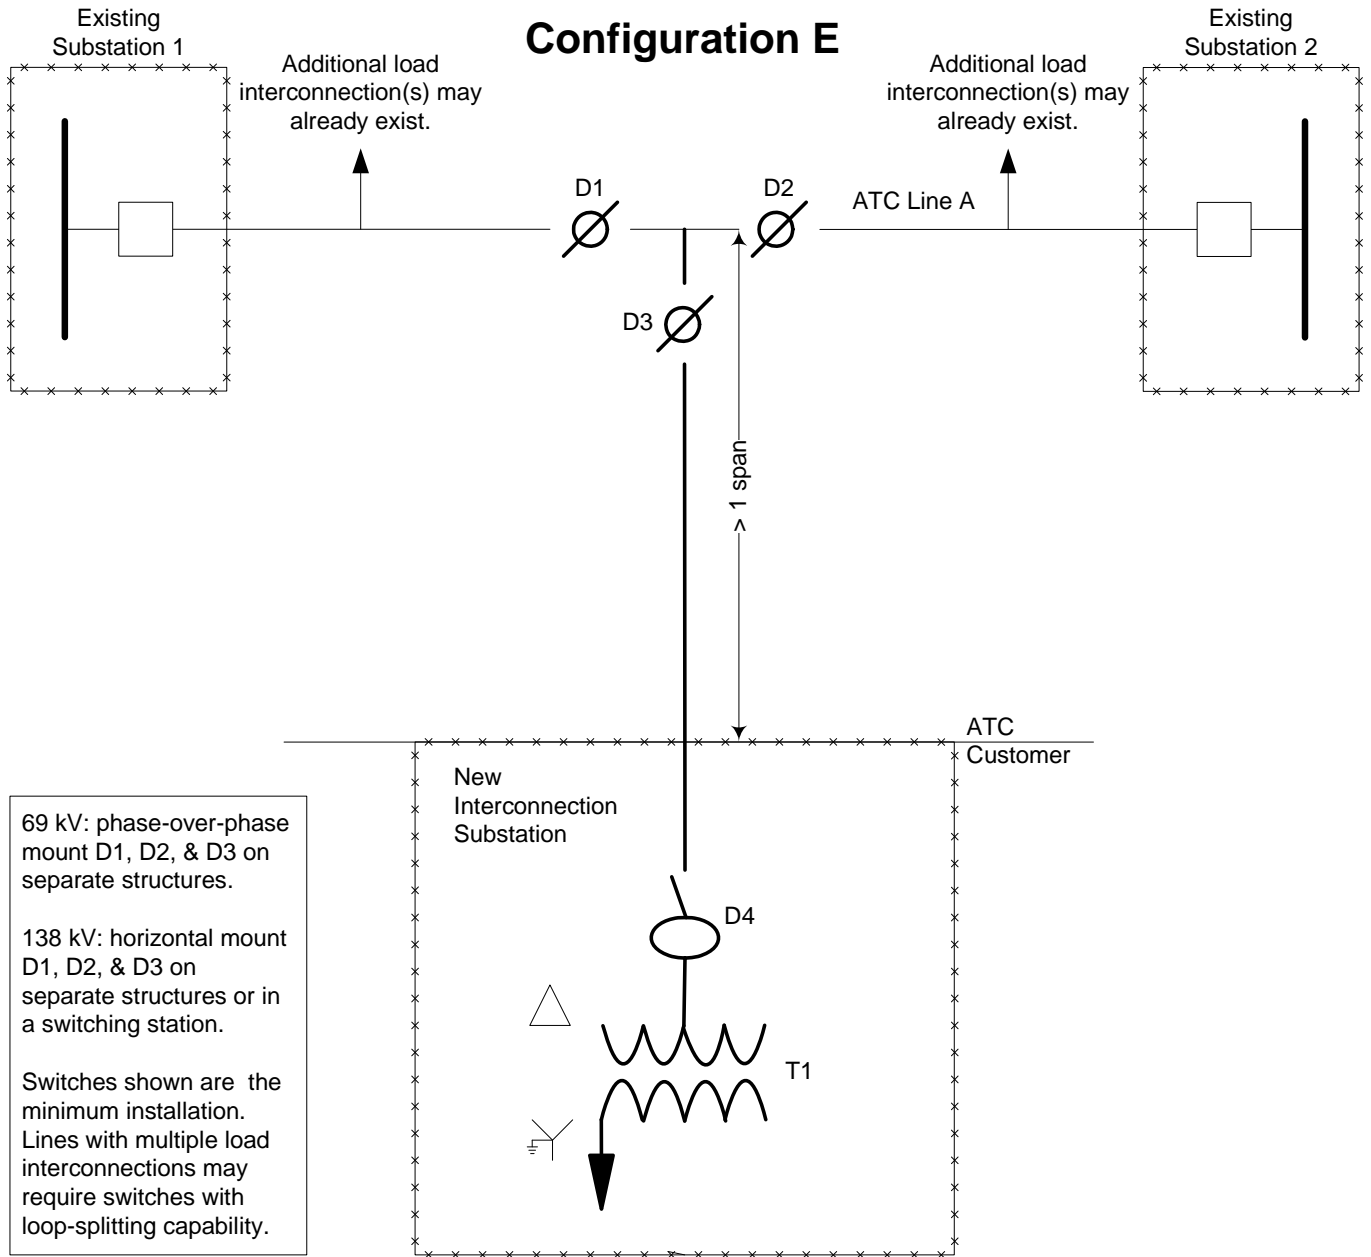 Configuration E
Existing
Substation 1
Existing
Substation 2
Additional load
interconnection(s) may
already exist.
Additional load
interconnection(s) may
already exist.
D1
D2
ATC Line A
D3
> 1 span
ATC
Customer
New
Interconnection
Substation
D4
T1
69 kV: phase-over-phase
mount D1, D2, & D3 on
separate structures.
138 kV: horizontal mount
D1, D2, & D3 on
separate structures or in
a switching station.
Switches shown are  the
minimum installation.
Lines with multiple load
interconnections may
require switches with
loop-splitting capability.